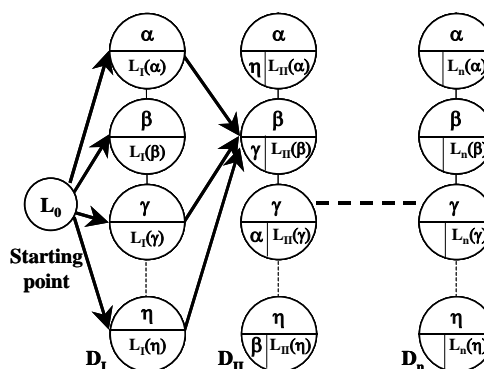 α α α
L_I(α) η L_II(α) L_n(α)
β β β
L_I(β) γ L_II(β) L_n(β)
L_0 γ γ γ
L_I(γ) α L_II(γ) L_n(γ)
Starting
point
η η η
L_I(η) β L_II(η) L_n(η)
D_I D_II D_n